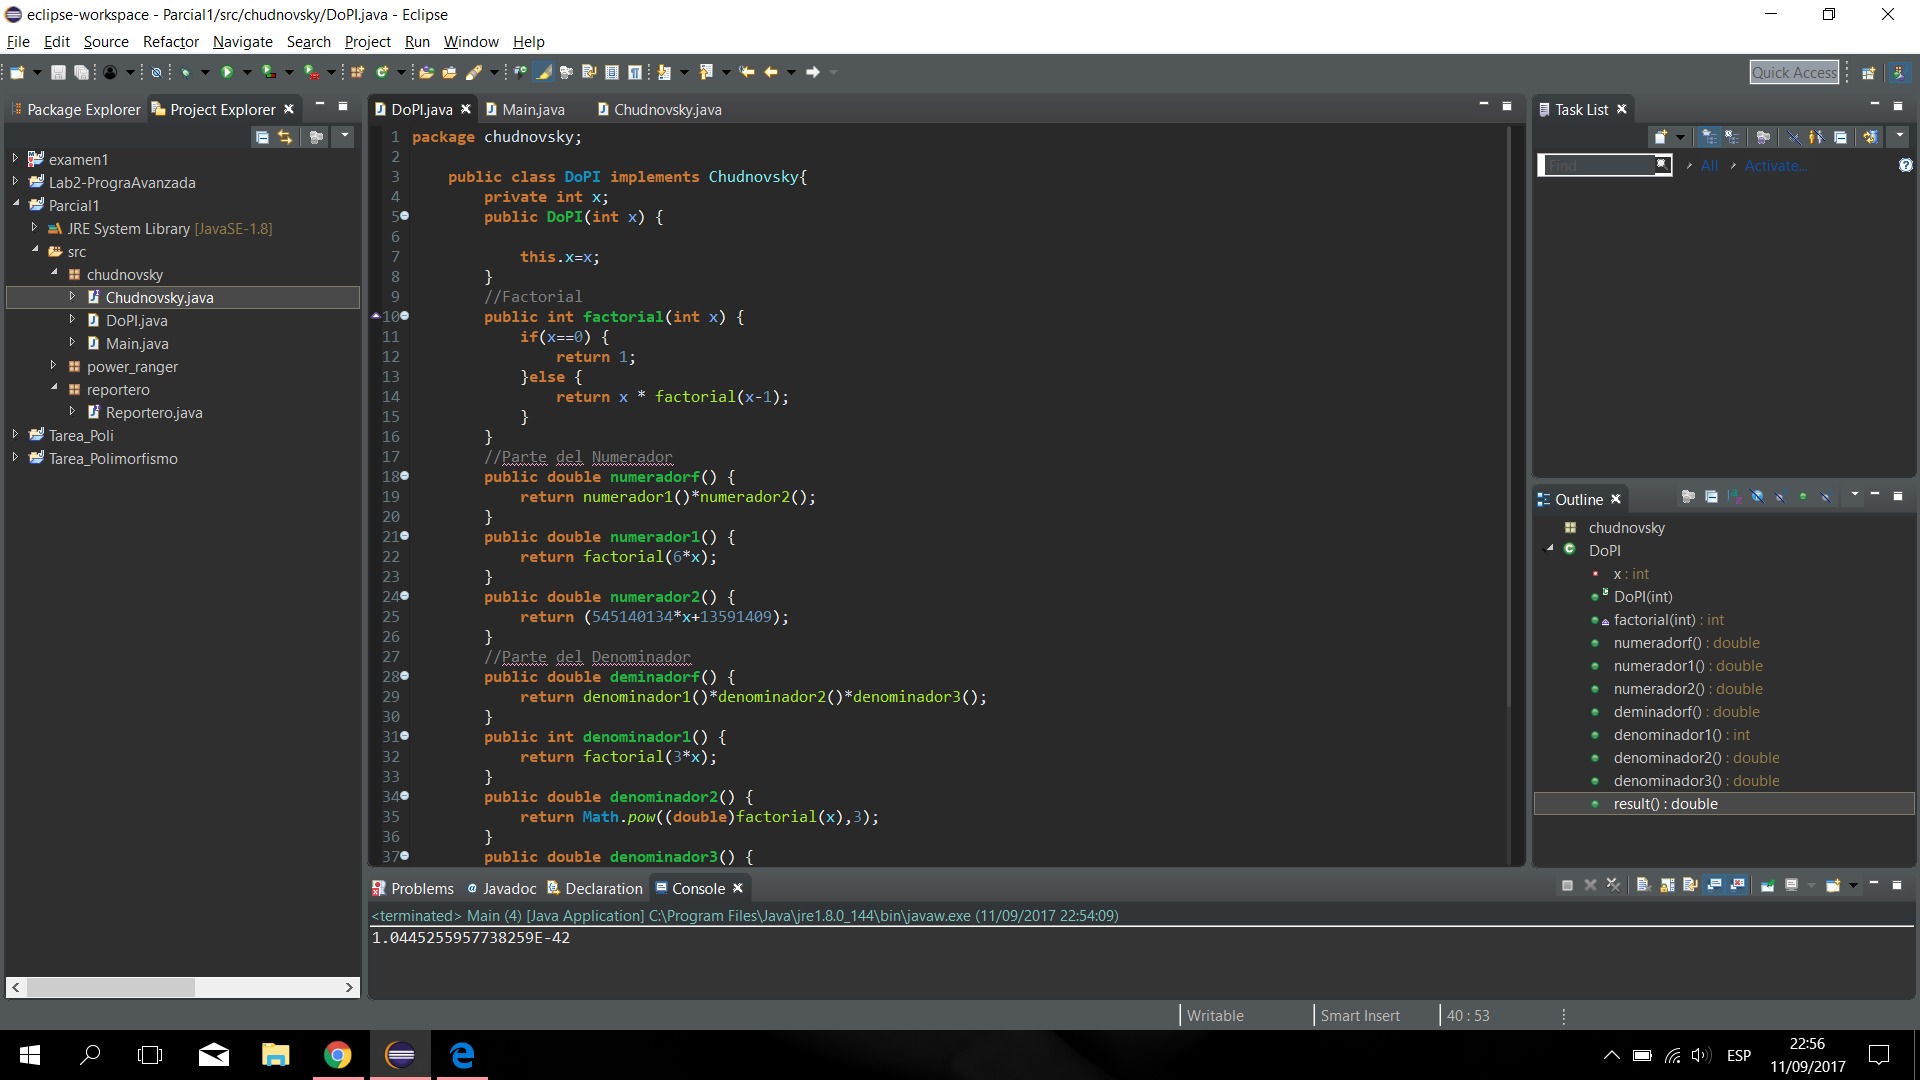 eclipse-workspace - Parcial1/src/chudnovsky/DoPI.java - Eclipse
File Edit Source Refactor Navigate Search Project Run Window Help
Quick Access
Package Explorer Project Explorer
examen1
Lab2-PrograAvanzada
Parcial1
JRE System Library [JavaSE-1.8]
src
chudnovsky
Chudnovsky.java
DoPI.java
Main.java
power_ranger
reportero
Reportero.java
Tarea_Poli
Tarea_Polimorfismo
DoPI.java Main.java Chudnovsky.java
1 package chudnovsky;
2
3 public class DoPI implements Chudnovsky{
4 private int x;
5 public DoPI(int x) {
6
7 this.x=x;
8 }
9 //Factorial
10 public int factorial(int x) {
11 if(x==0) {
12 return 1;
13 }else {
14 return x * factorial(x-1);
15 }
16 }
17 //Parte del Numerador
18 public double numeradorf() {
19 return numerador1()*numerador2();
20 }
21 public double numerador1() {
22 return factorial(6*x);
23 }
24 public double numerador2() {
25 return (545140134*x+13591409);
26 }
27 //Parte del Denominador
28 public double deminadorf() {
29 return denominador1()*denominador2()*denominador3();
30 }
31 public int denominador1() {
32 return factorial(3*x);
33 }
34 public double denominador2() {
35 return Math.pow((double)factorial(x),3);
36 }
37 public double denominador3() {
Task List
Find All Activate...
Outline
chudnovsky
DoPI
x : int
DoPI(int)
factorial(int) : int
numeradorf() : double
numerador1() : double
numerador2() : double
deminadorf() : double
denominador1() : int
denominador2() : double
denominador3() : double
result() : double
Problems Javadoc Declaration Console
<terminated> Main (4) [Java Application] C:\Program Files\Java\jre1.8.0_144\bin\javaw.exe (11/09/2017 22:54:09)
1.0445255957738259E-42
Writable Smart Insert 40 : 53
ESP
22:56
11/09/2017